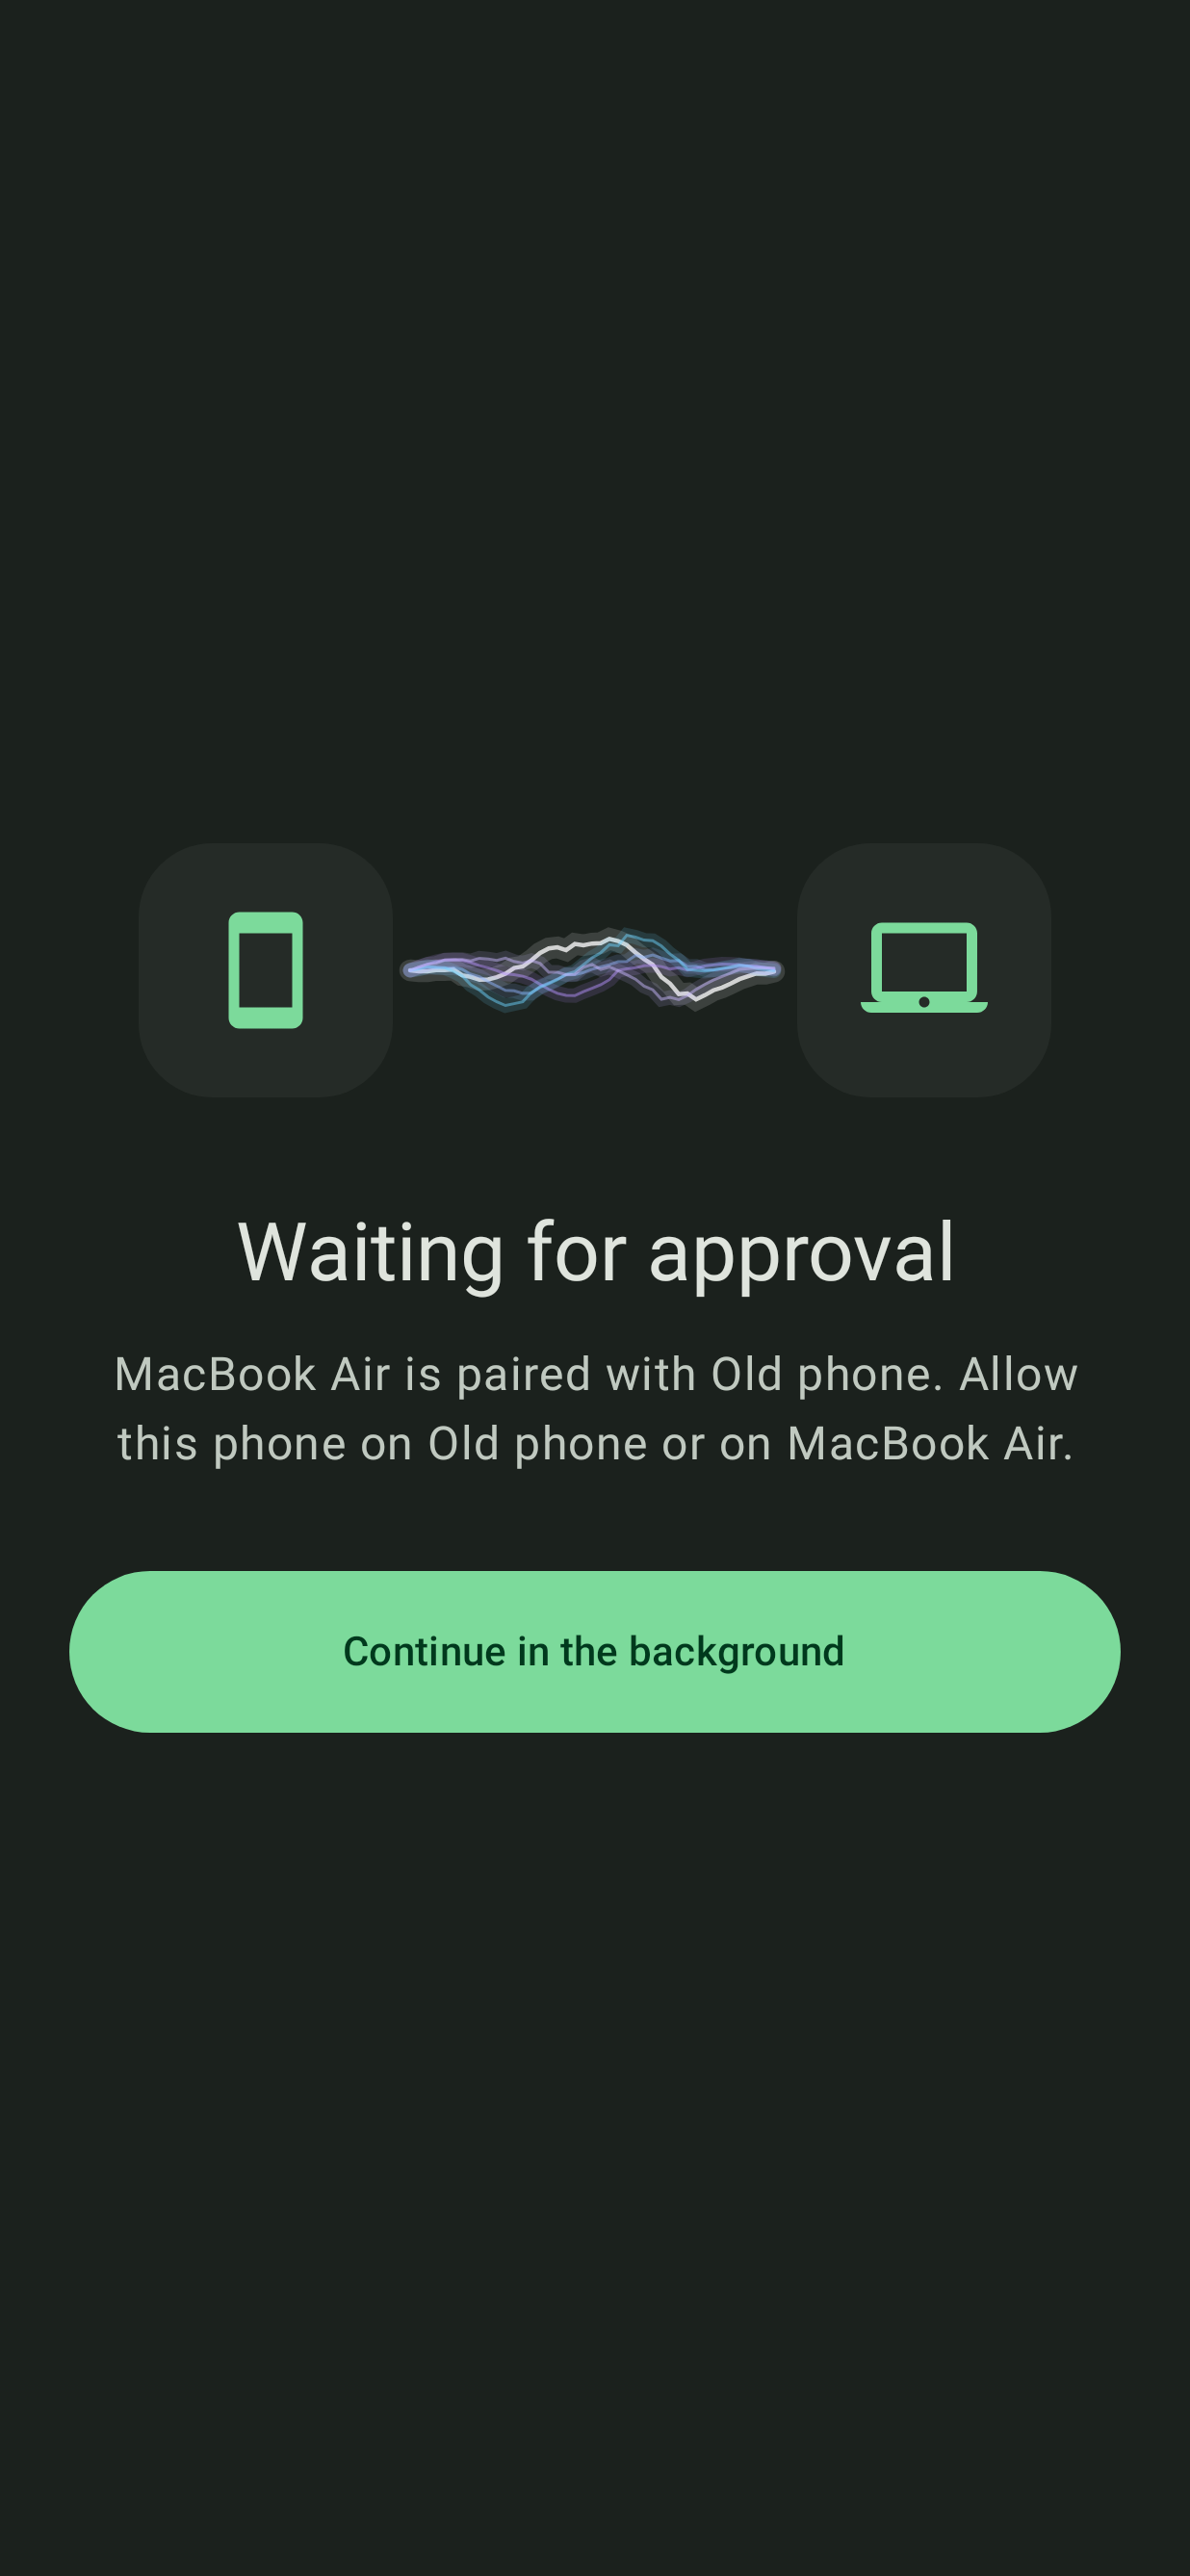 Waiting for approval
MacBook Air is paired with Old phone. Allow
this phone on Old phone or on MacBook Air.
Continue in the background